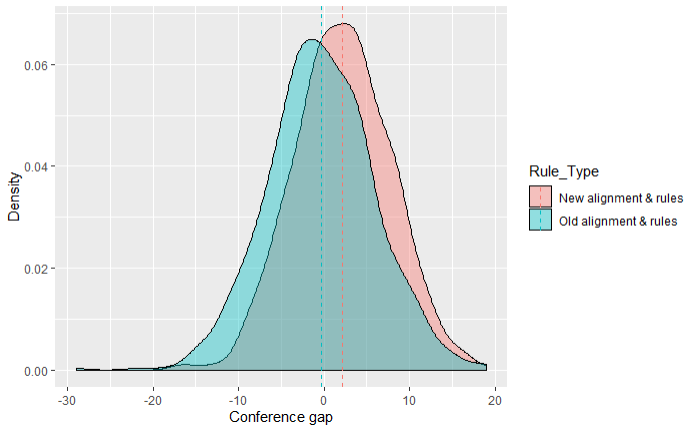 0.06
0.04
0.02
0.00
Density
-30
-20
-10
0
10
20
Conference gap
Rule_Type
New alignment & rules
Old alignment & rules